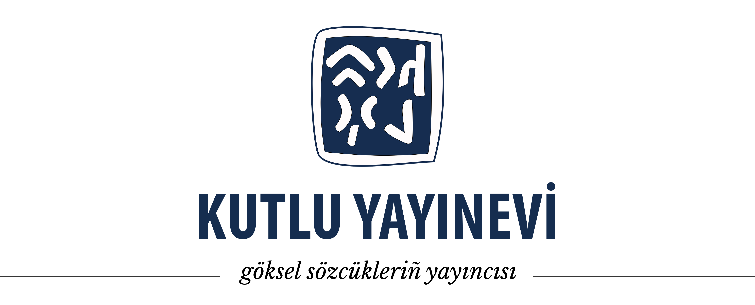 KUTLU YAYINEVİ
göksel sözcükleriñ yayıncısı